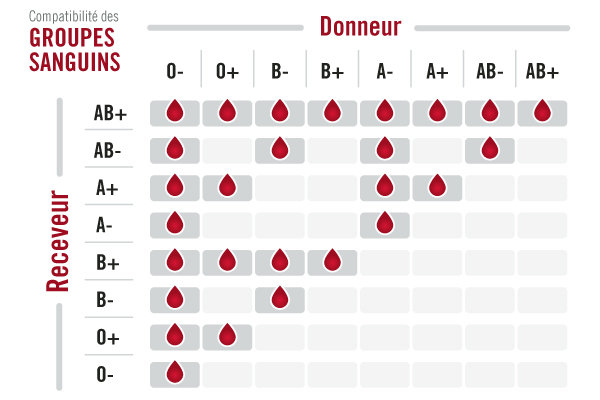 Compatibilité des
GROUPES
SANGUINS
Donneur
O- O+ B- B+ A- A+ AB- AB+
Receveur
AB+
AB-
A+
A-
B+
B-
O+
O-